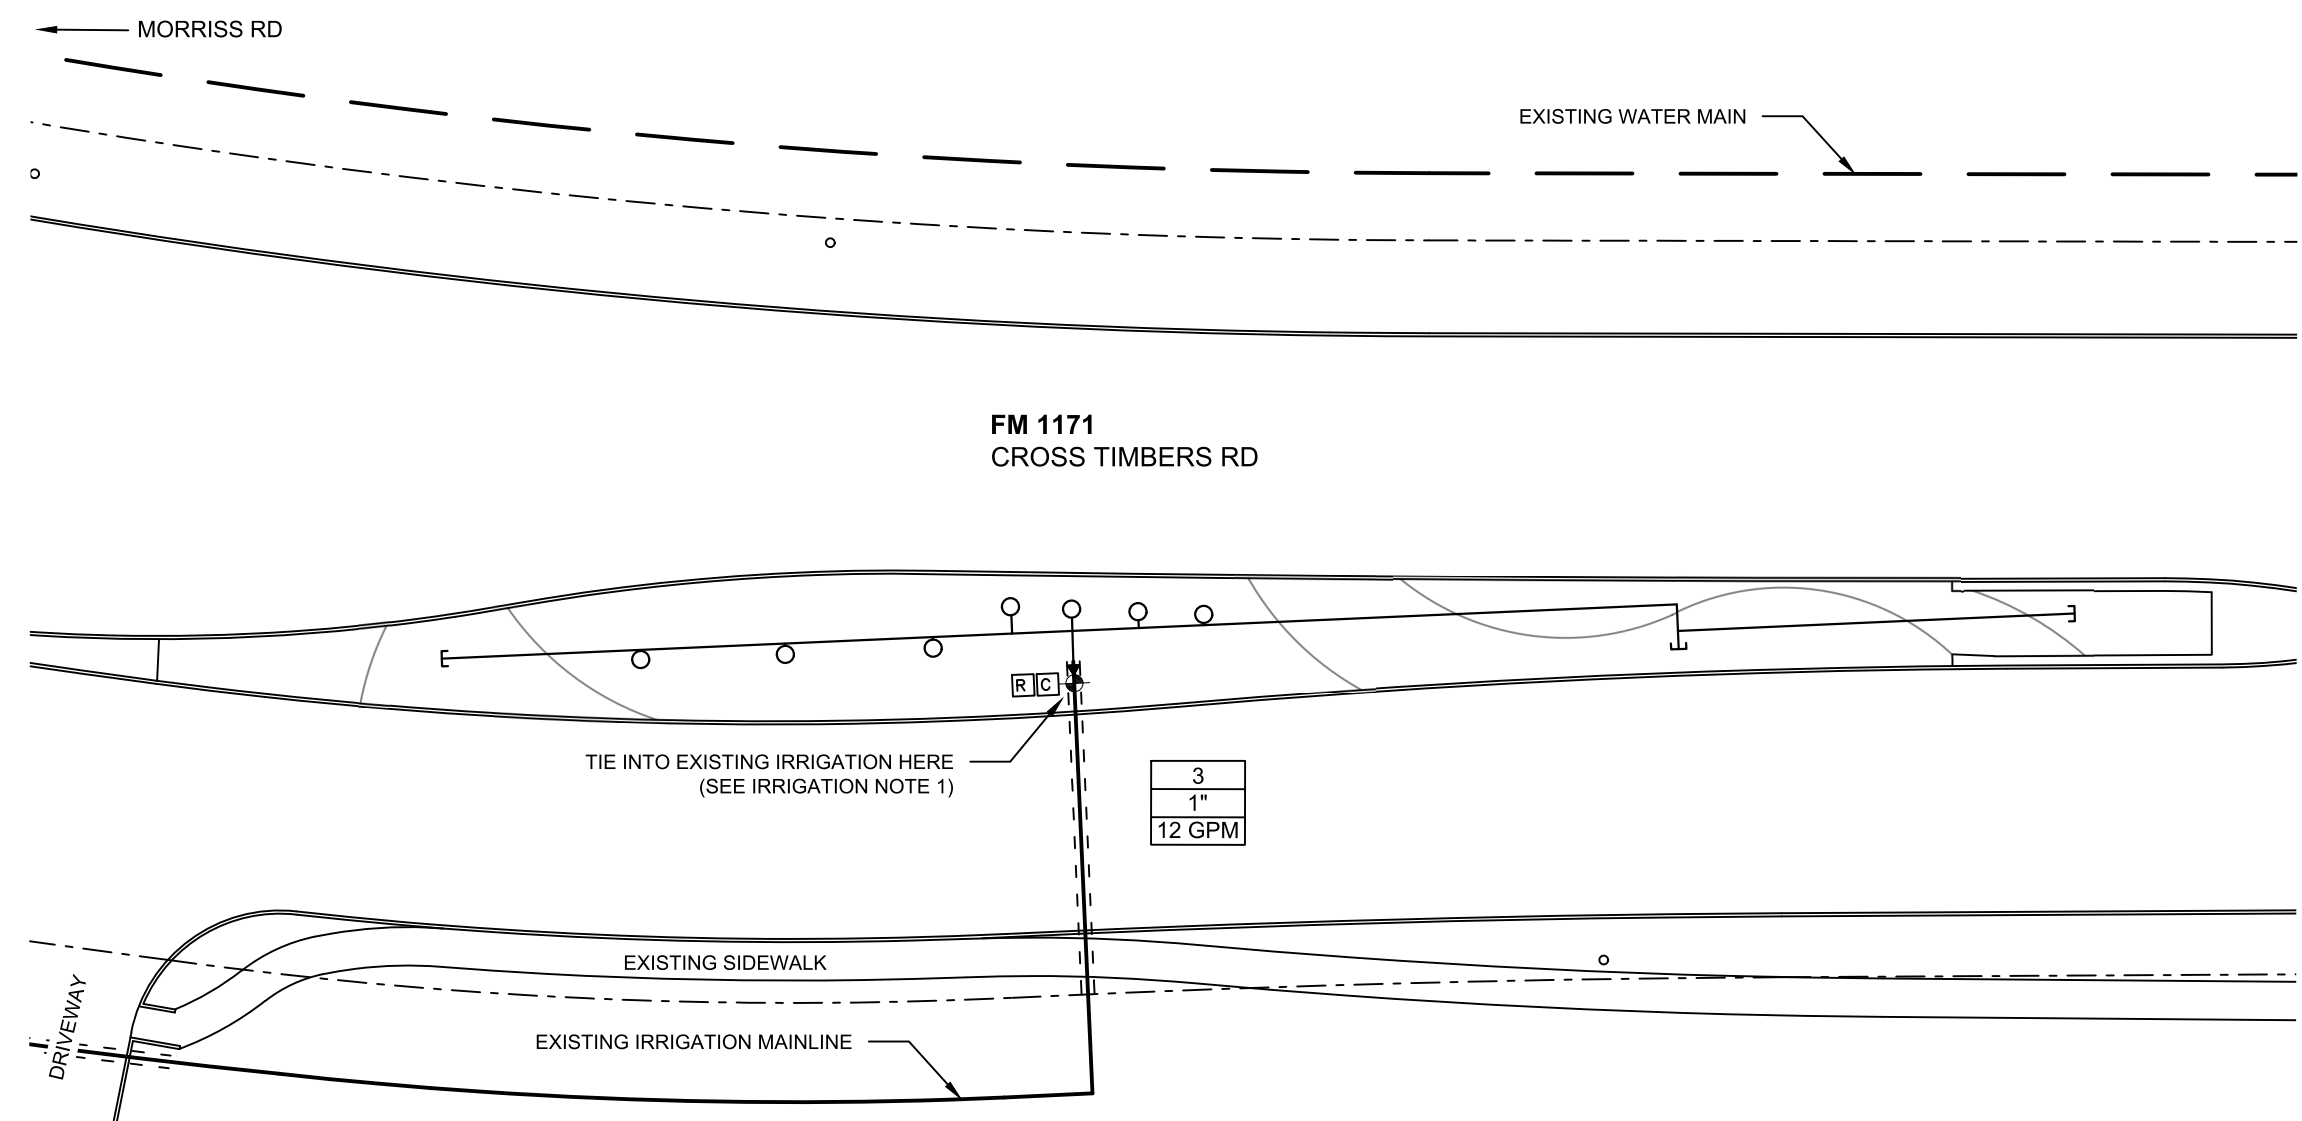 MORRISS RD
EXISTING WATER MAIN
FM 1171
CROSS TIMBERS RD
R C
TIE INTO EXISTING IRRIGATION HERE
(SEE IRRIGATION NOTE 1)
3
1"
12 GPM
EXISTING SIDEWALK
DRIVEWAY
EXISTING IRRIGATION MAINLINE